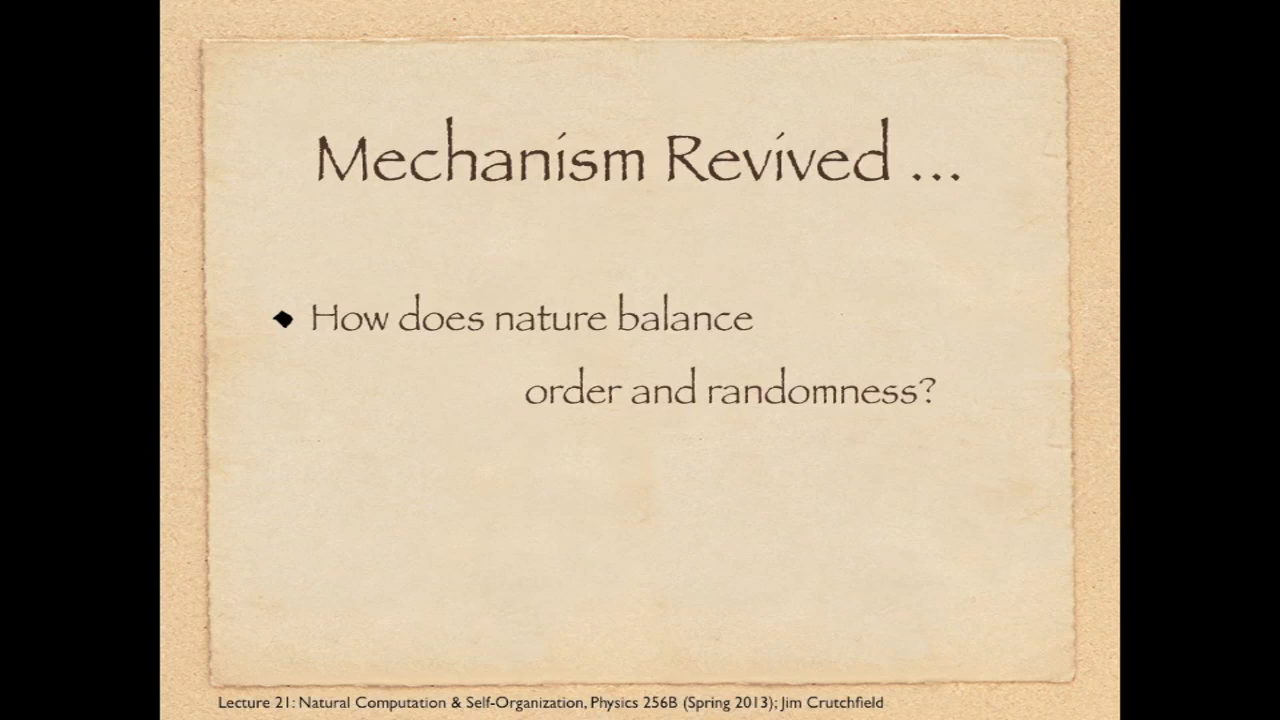 Mechanism Revived ...
◆ How does nature balance
order and randomness?
Lecture 21: Natural Computation & Self-Organization, Physics 256B (Spring 2013); Jim Crutchfield